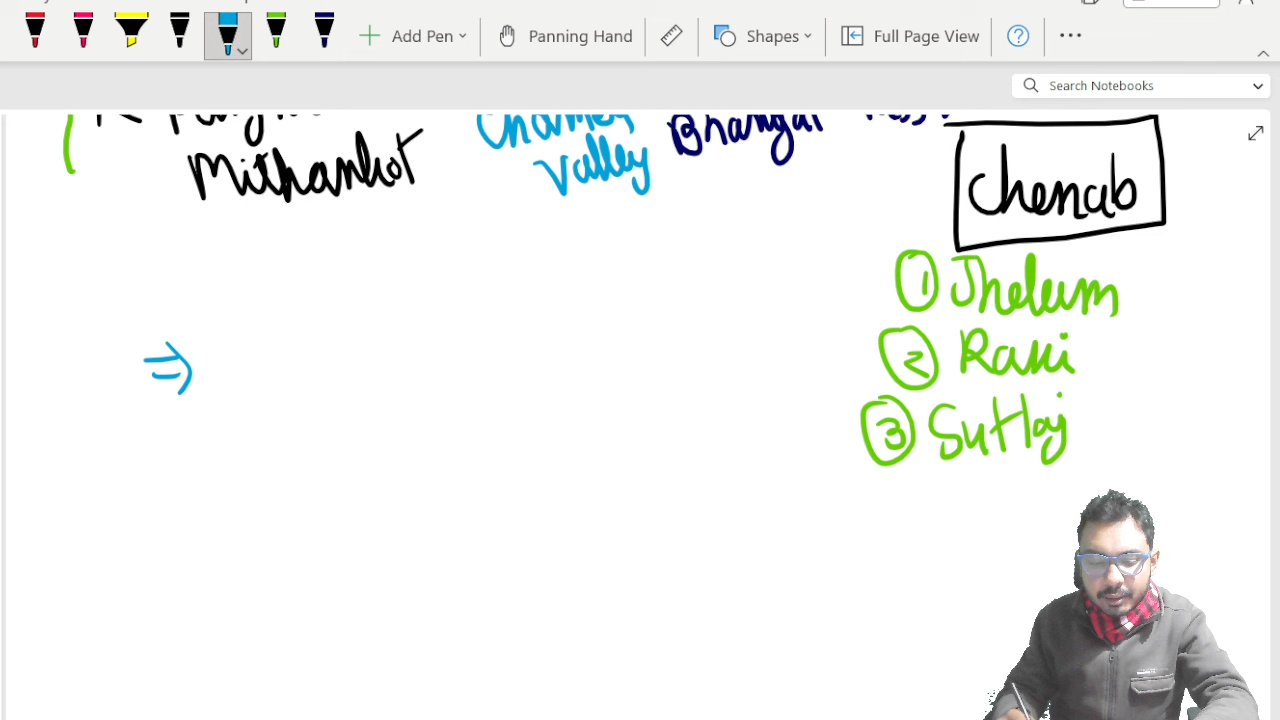 Add Pen
Panning Hand
Shapes
Full Page View
Search Notebooks
Mithankot
Valley
Chenab
1 Jhelum
2 Ravi
3 Sutlej
⇒